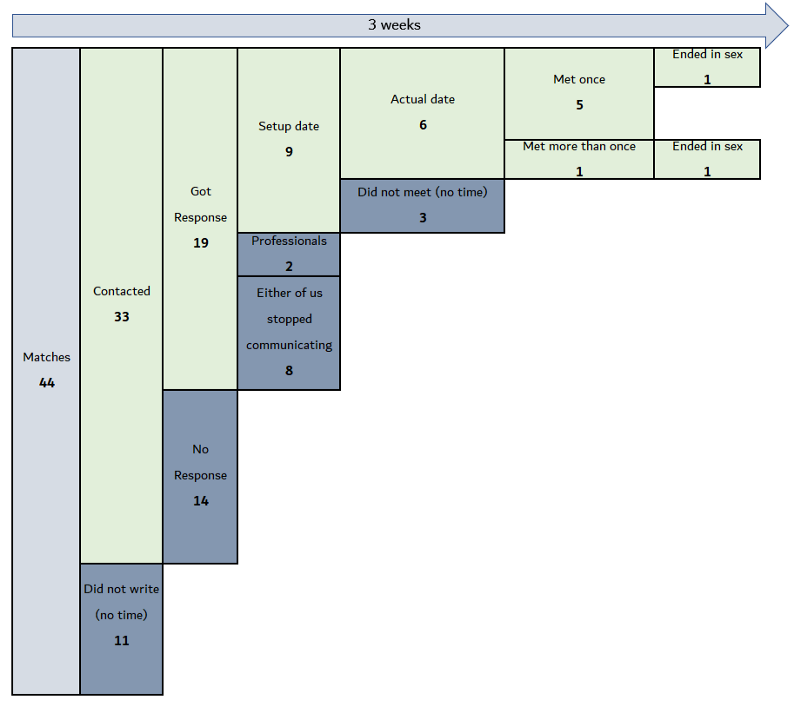 3 weeks
Matches
44
Contacted
33
Did not write
(no time)
11
Got
Response
19
No
Response
14
Setup date
9
Professionals
2
Either of us
stopped
communicating
8
Actual date
6
Did not meet (no time)
3
Met once
5
Met more than once
1
Ended in sex
1
Ended in sex
1